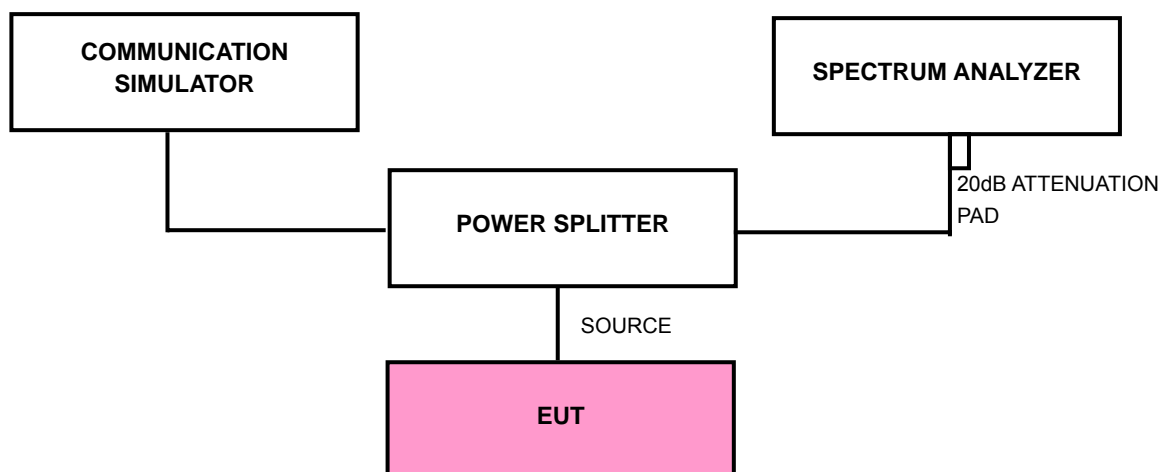 COMMUNICATION
SIMULATOR
SPECTRUM ANALYZER
20dB ATTENUATION
PAD
POWER SPLITTER
SOURCE
EUT